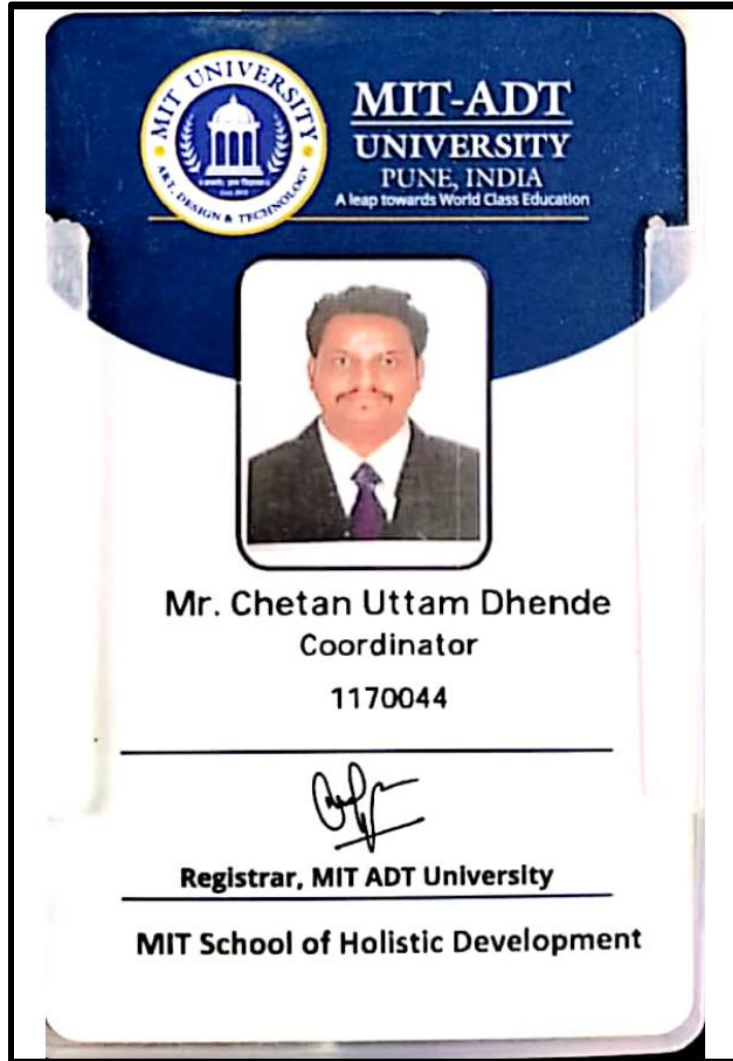 MIT UNIVERSITY
ART, DESIGN & TECHNOLOGY
MIT-ADT
UNIVERSITY
PUNE, INDIA
A leap towards World Class Education
Mr. Chetan Uttam Dhende
Coordinator
1170044
Registrar, MIT ADT University
MIT School of Holistic Development